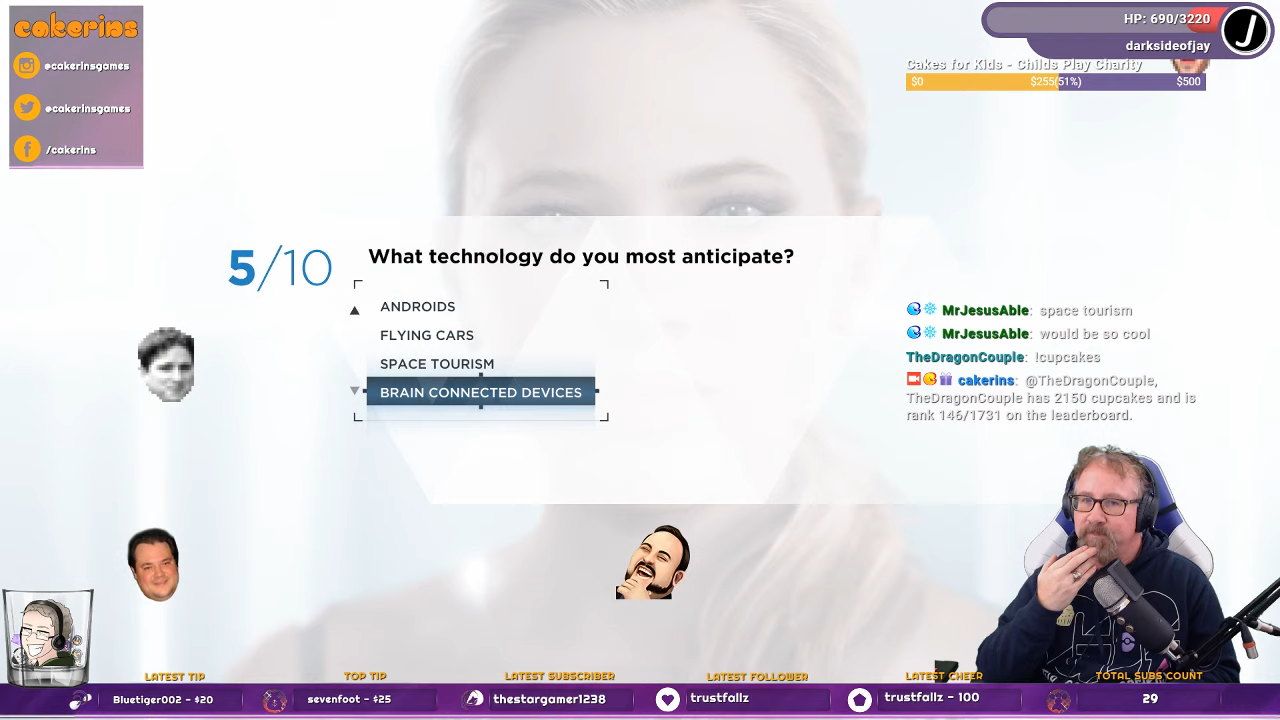 cakerins
@cakerinsgames
@cakerinsgames
/cakerins
HP: 690/3220
darksideofjay
Cakes for Kids - Childs Play Charity
$0 $255(51%) $500
5/10
What technology do you most anticipate?
ANDROIDS
FLYING CARS
SPACE TOURISM
BRAIN CONNECTED DEVICES
MrJesusAble: space tourism
MrJesusAble: would be so cool
TheDragonCouple: !cupcakes
cakerins: @TheDragonCouple,
TheDragonCouple has 2150 cupcakes and is
rank 146/1731 on the leaderboard.
LATEST TIP
Bluetiger002 - $20
TOP TIP
sevenfoot - $25
LATEST SUBSCRIBER
thestargamer1238
LATEST FOLLOWER
trustfallz
LATEST CHEER
trustfallz - 100
TOTAL SUBS COUNT
29